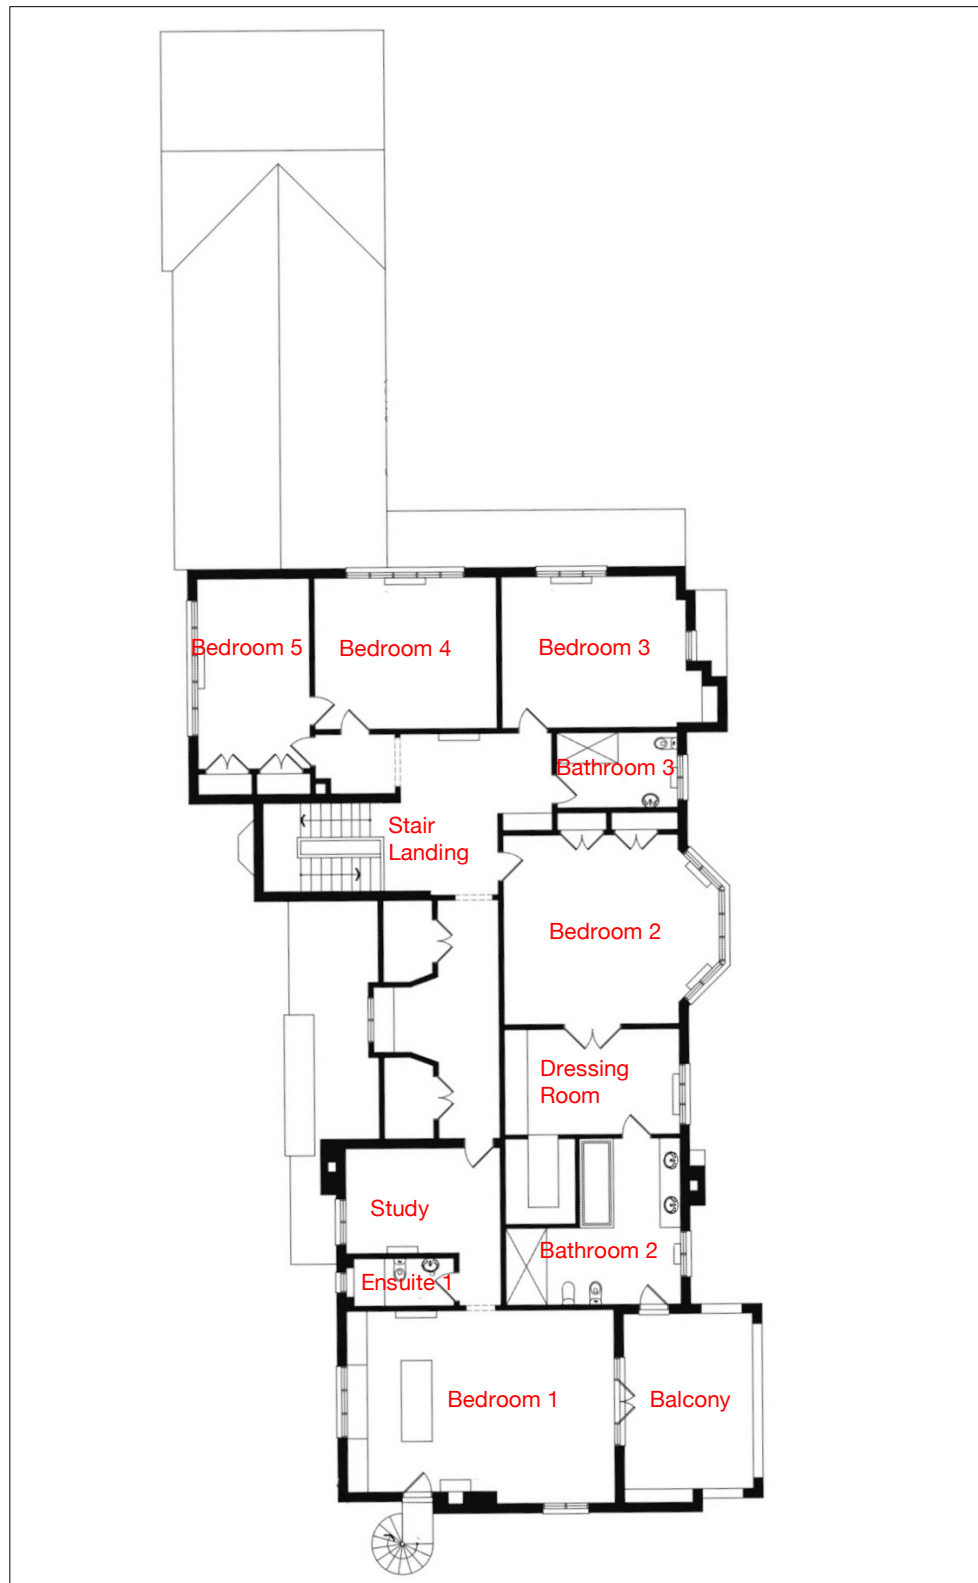 Bedroom 5
Bedroom 4
Bedroom 3
Bathroom 3
Stair
Landing
Bedroom 2
Dressing
Room
Study
Bathroom 2
Ensuite 1
Bedroom 1
Balcony